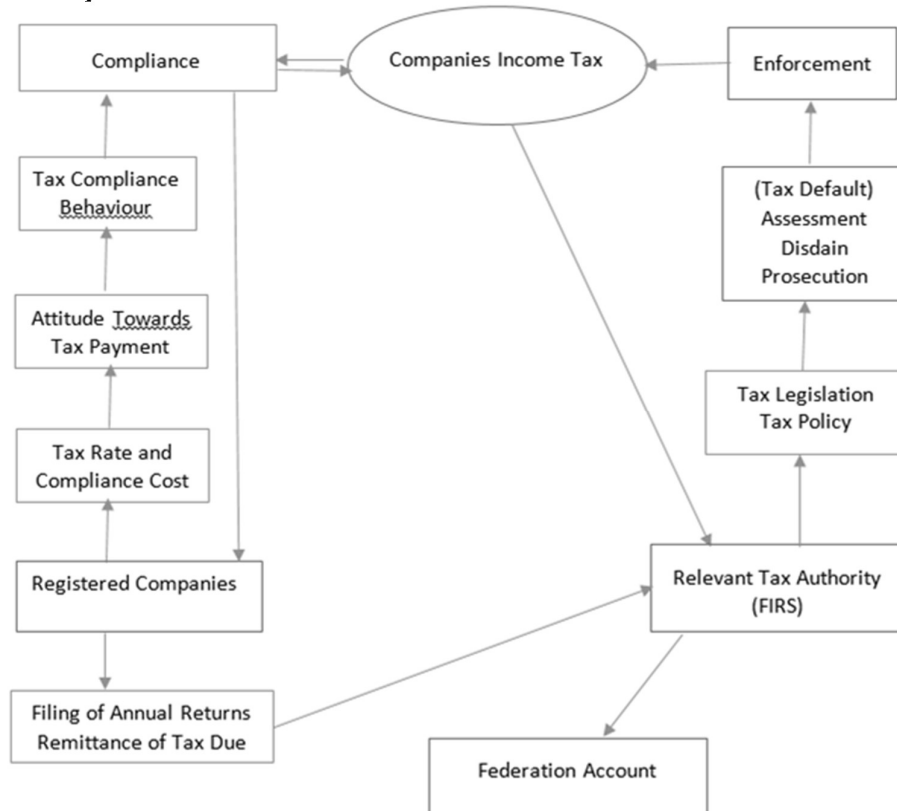 Compliance
Companies Income Tax
Enforcement
Tax Compliance
Behaviour
(Tax Default)
Assessment
Disdain
Prosecution
Attitude Towards
Tax Payment
Tax Legislation
Tax Policy
Tax Rate and
Compliance Cost
Registered Companies
Relevant Tax Authority
(FIRS)
Filing of Annual Returns
Remittance of Tax Due
Federation Account